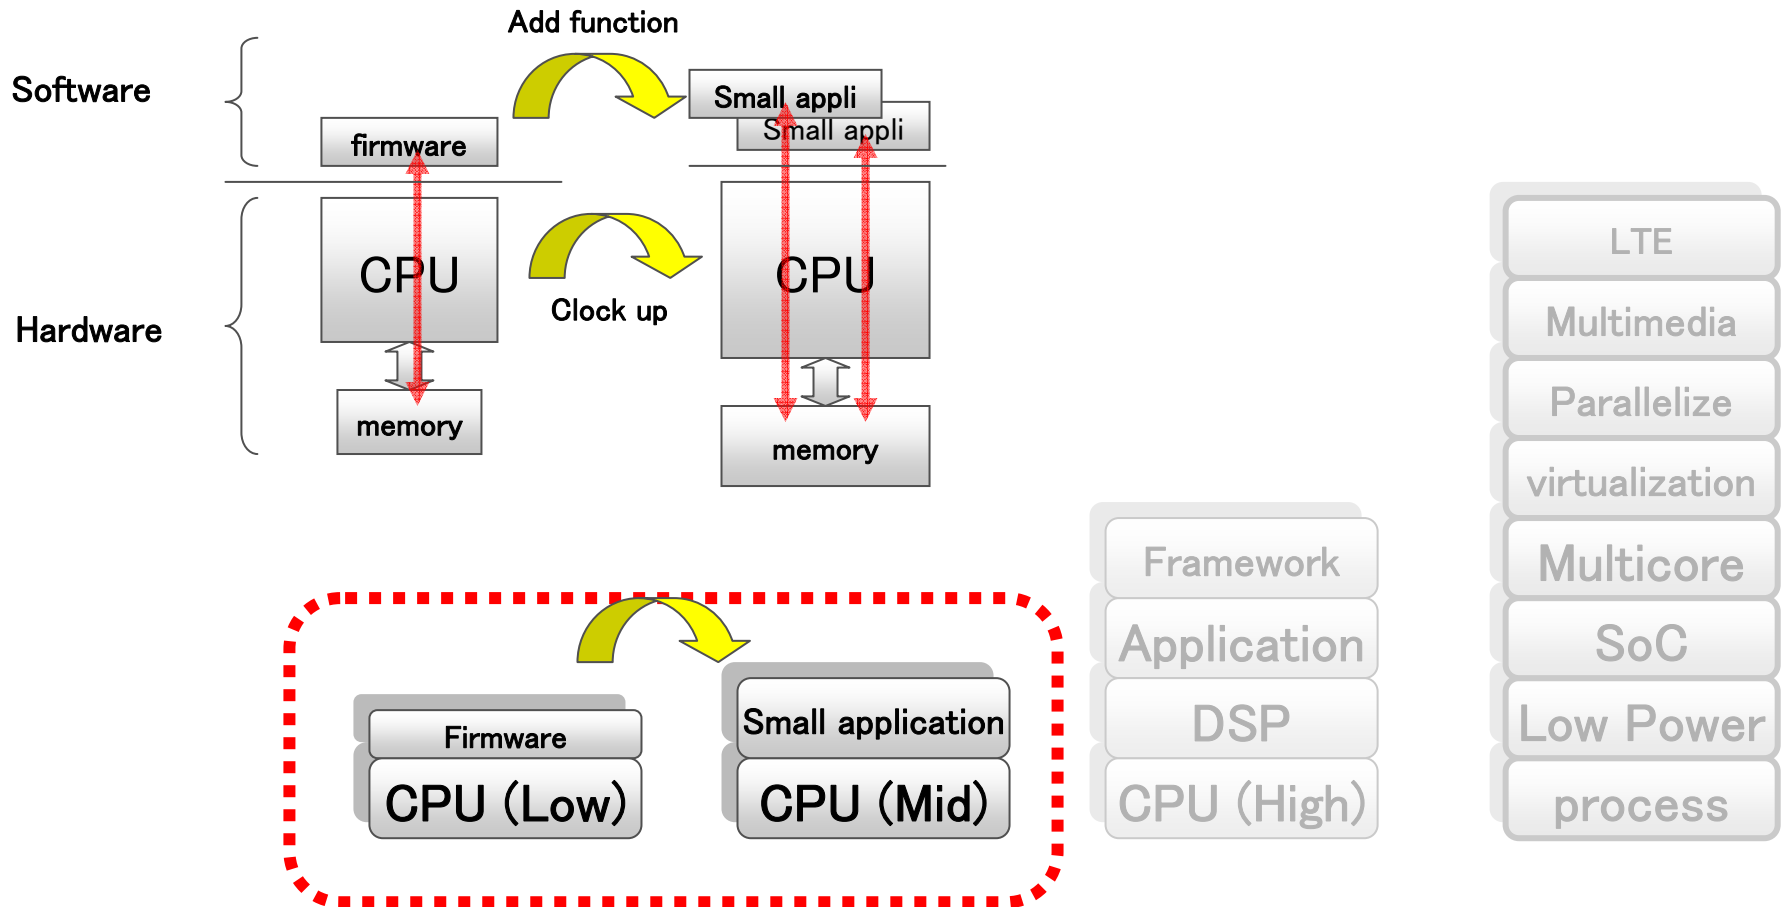 Add function
Software
Small appli
Small appli
firmware
CPU
CPU
Clock up
Hardware
memory
memory
LTE
Multimedia
Parallelize
virtualization
Multicore
SoC
Low Power
process
Framework
Application
DSP
CPU (High)
Small application
CPU (Mid)
Firmware
CPU (Low)